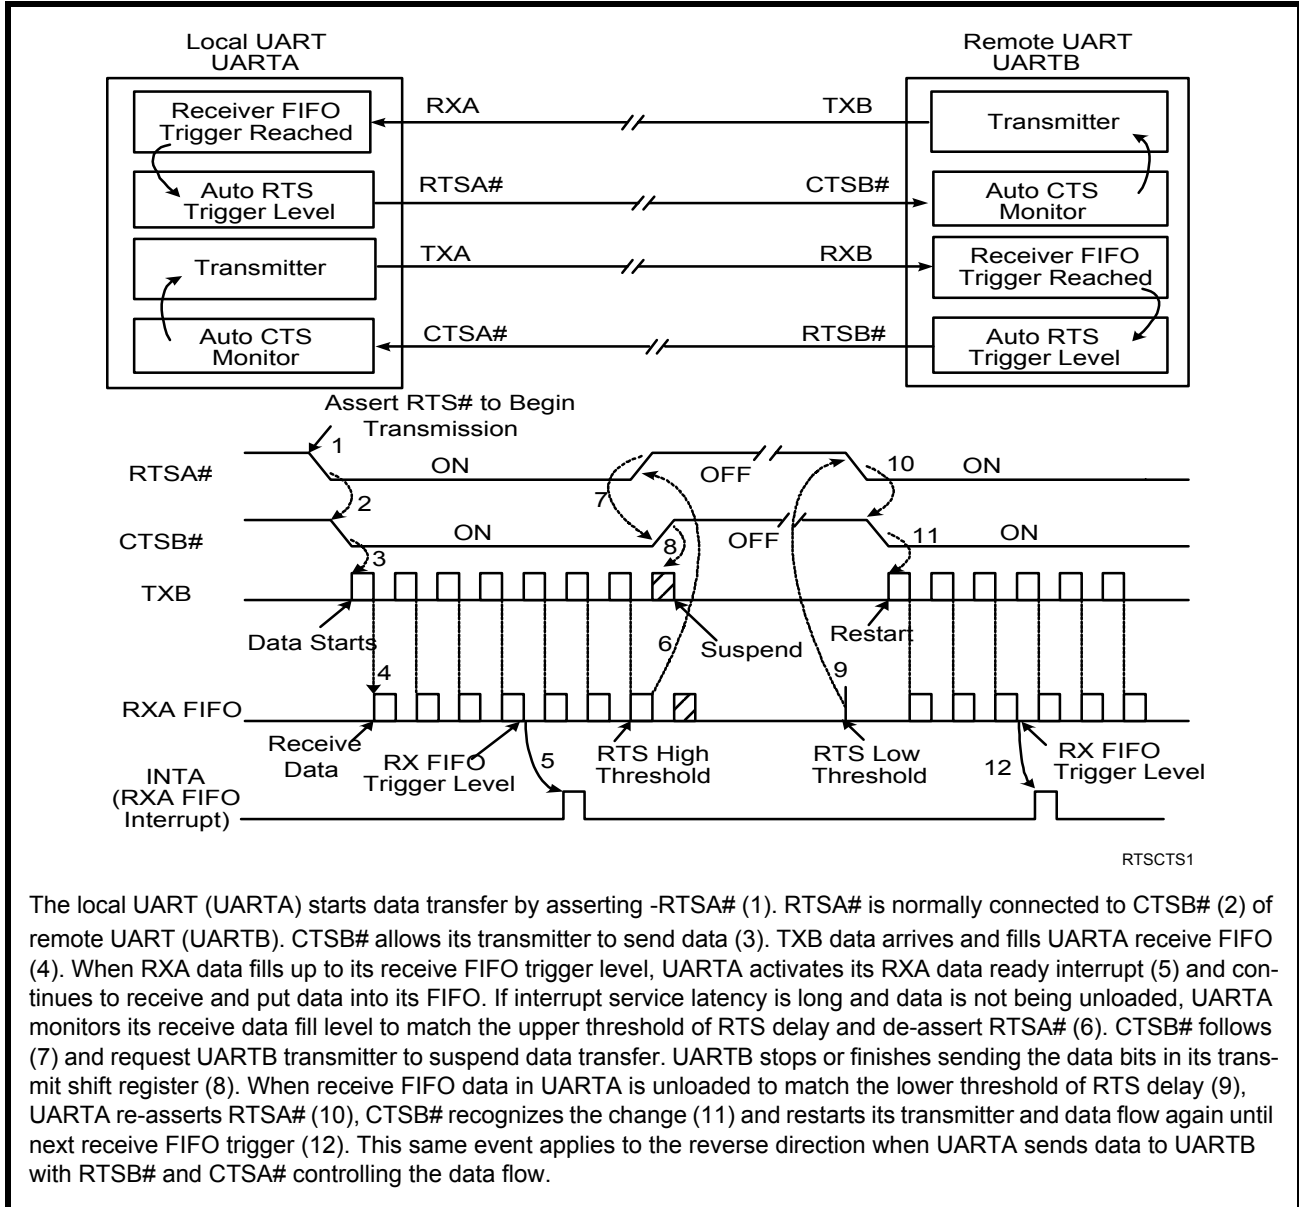 Local UART
UARTA
Remote UART
UARTB
Receiver FIFO
Trigger Reached
RXA
TXB
Transmitter
Auto RTS
Trigger Level
RTSA#
CTSB#
Auto CTS
Monitor
Transmitter
TXA
RXB
Receiver FIFO
Trigger Reached
Auto CTS
Monitor
CTSA#
RTSB#
Auto RTS
Trigger Level
Assert RTS# to Begin
Transmission
1
RTSA#
ON
OFF
10
ON
2
7
CTSB#
ON
8
OFF
11
ON
3
TXB
Data Starts
6
Suspend
Restart
4
9
RXA FIFO
Receive
Data
RX FIFO
Trigger Level
5
RTS High
Threshold
RTS Low
Threshold
12
RX FIFO
Trigger Level
INTA
(RXA FIFO
Interrupt)
RTSCTS1
The local UART (UARTA) starts data transfer by asserting -RTSA# (1). RTSA# is normally connected to CTSB# (2) of
remote UART (UARTB). CTSB# allows its transmitter to send data (3). TXB data arrives and fills UARTA receive FIFO
(4). When RXA data fills up to its receive FIFO trigger level, UARTA activates its RXA data ready interrupt (5) and con-
tinues to receive and put data into its FIFO. If interrupt service latency is long and data is not being unloaded, UARTA
monitors its receive data fill level to match the upper threshold of RTS delay and de-assert RTSA# (6). CTSB# follows
(7) and request UARTB transmitter to suspend data transfer. UARTB stops or finishes sending the data bits in its trans-
mit shift register (8). When receive FIFO data in UARTA is unloaded to match the lower threshold of RTS delay (9),
UARTA re-asserts RTSA# (10), CTSB# recognizes the change (11) and restarts its transmitter and data flow again until
next receive FIFO trigger (12). This same event applies to the reverse direction when UARTA sends data to UARTB
with RTSB# and CTSA# controlling the data flow.